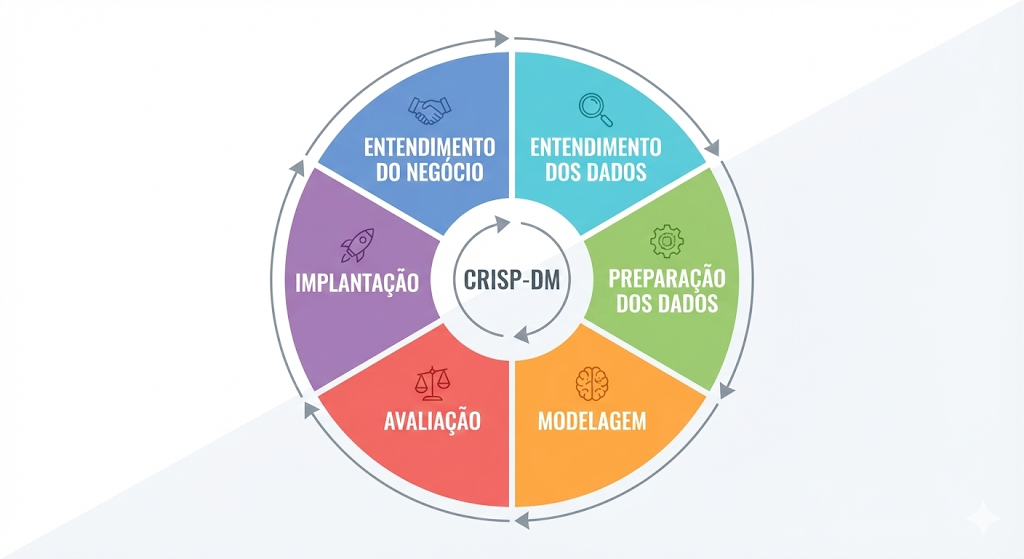 ENTENDIMENTO
DO NEGÓCIO
ENTENDIMENTO
DOS DADOS
PREPARAÇÃO
DOS DADOS
MODELAGEM
AVALIAÇÃO
IMPLANTAÇÃO
CRISP-DM